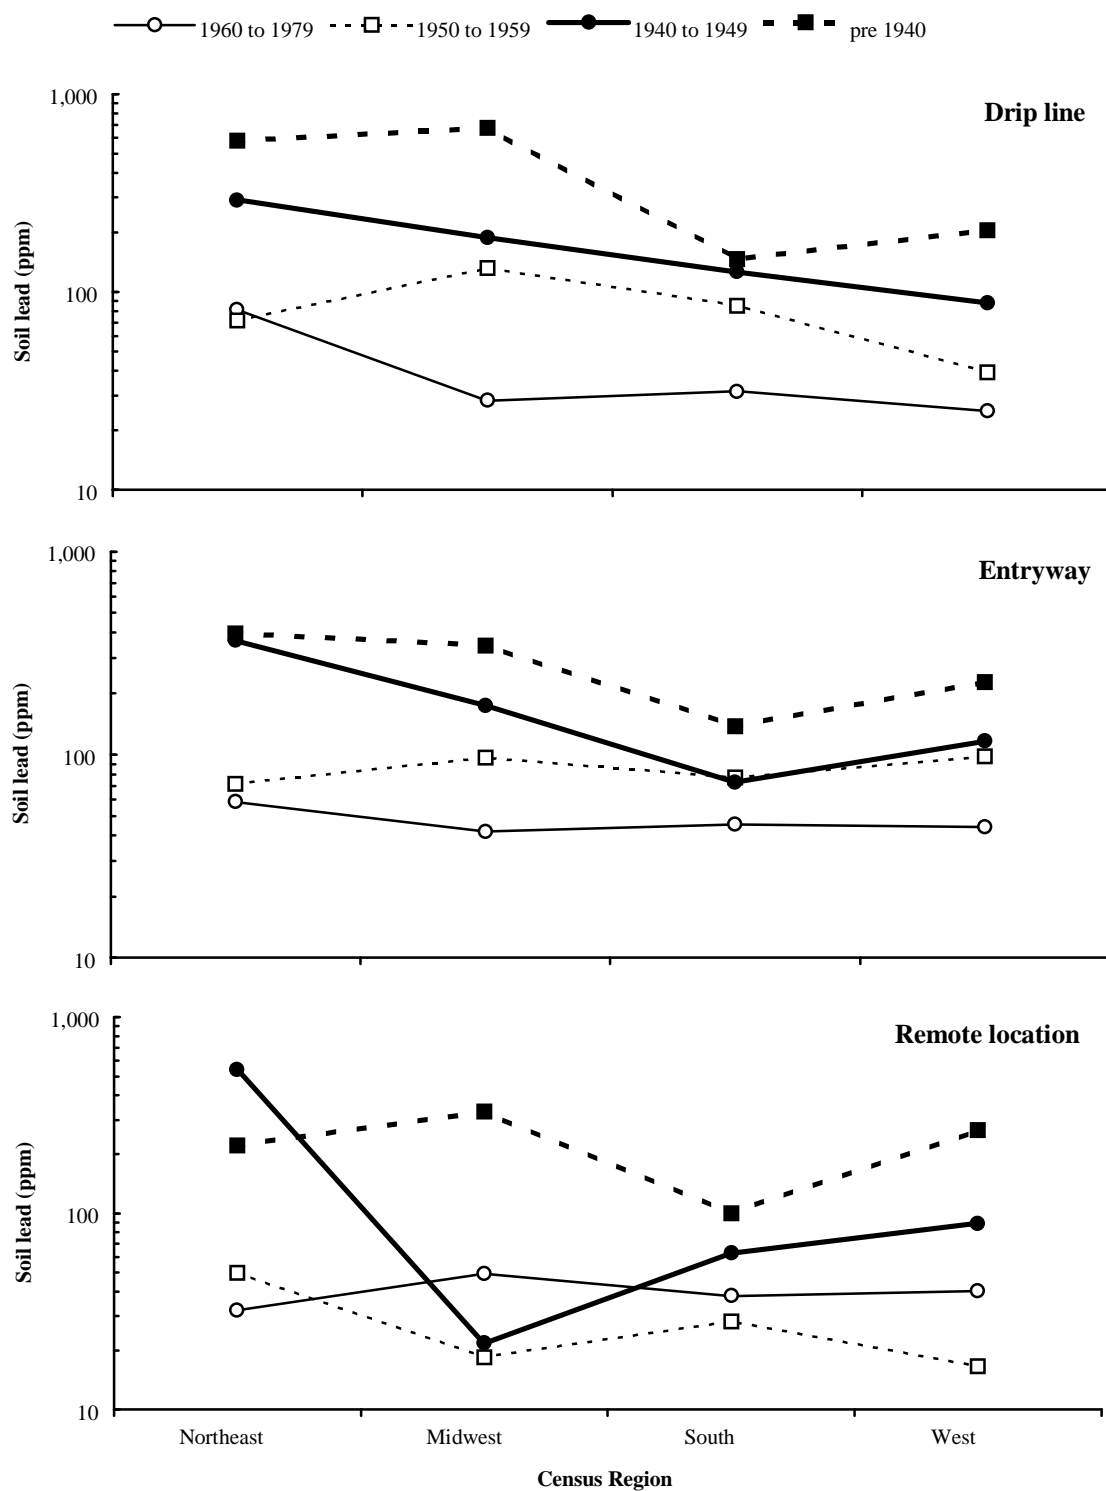 1960 to 1979 1950 to 1959 1940 to 1949 pre 1940
1,000
Drip line
Soil lead (ppm)
100
10
1,000
Entryway
Soil lead (ppm)
100
10
1,000
Remote location
Soil lead (ppm)
100
10
Northeast Midwest South West
Census Region